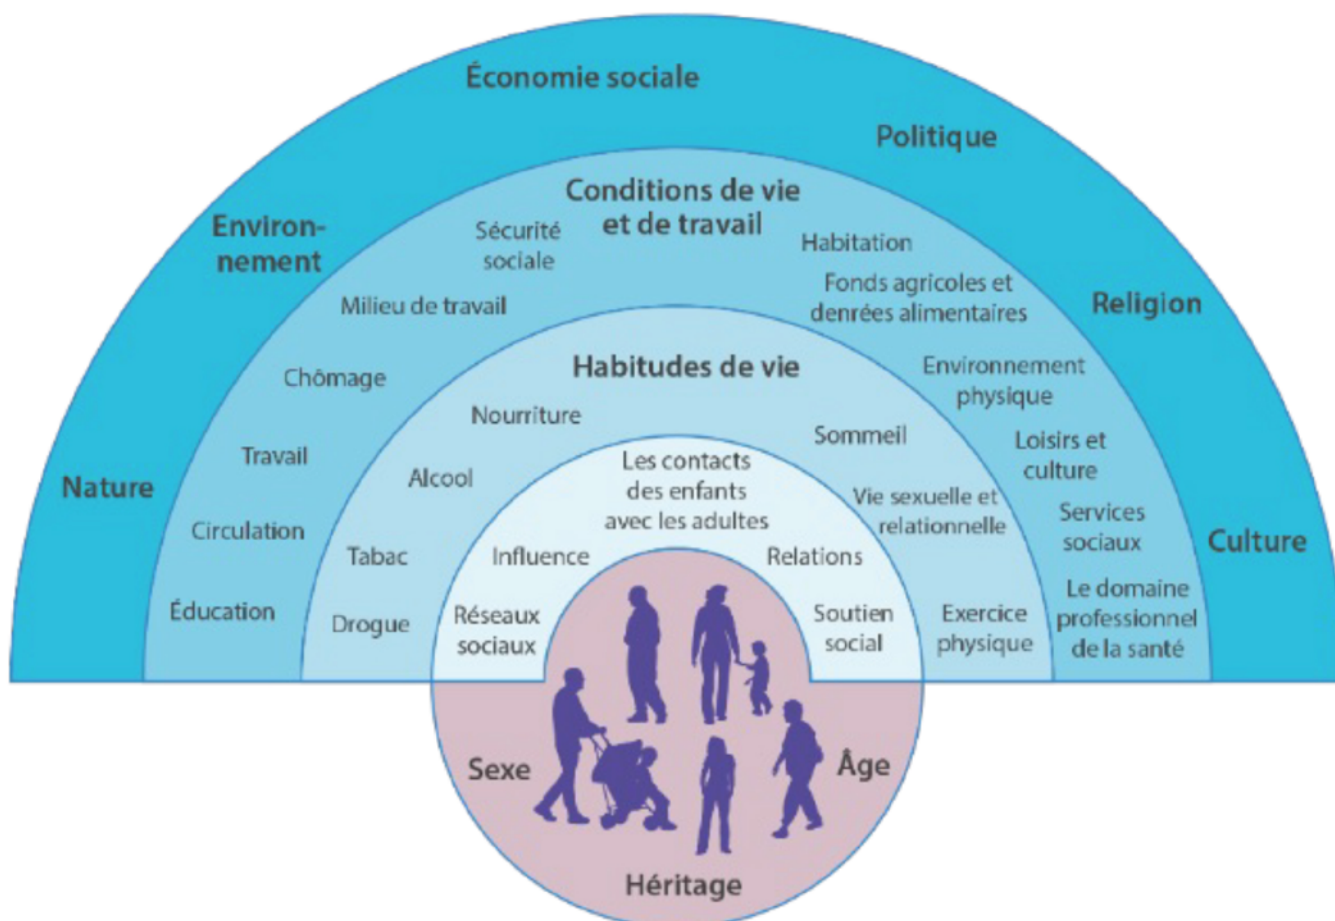 Économie sociale
Politique
Environ-
nement
Religion
Nature
Culture
Conditions de vie
et de travail
Sécurité
sociale
Habitation
Milieu de travail
Fonds agricoles et
denrées alimentaires
Chômage
Environnement
physique
Travail
Loisirs et
culture
Circulation
Services
sociaux
Éducation
Le domaine
professionnel
de la santé
Habitudes de vie
Nourriture
Sommeil
Alcool
Vie sexuelle et
relationnelle
Tabac
Drogue
Exercice
physique
Les contacts
des enfants
avec les adultes
Influence
Relations
Réseaux
sociaux
Soutien
social
Sexe
Âge
Héritage